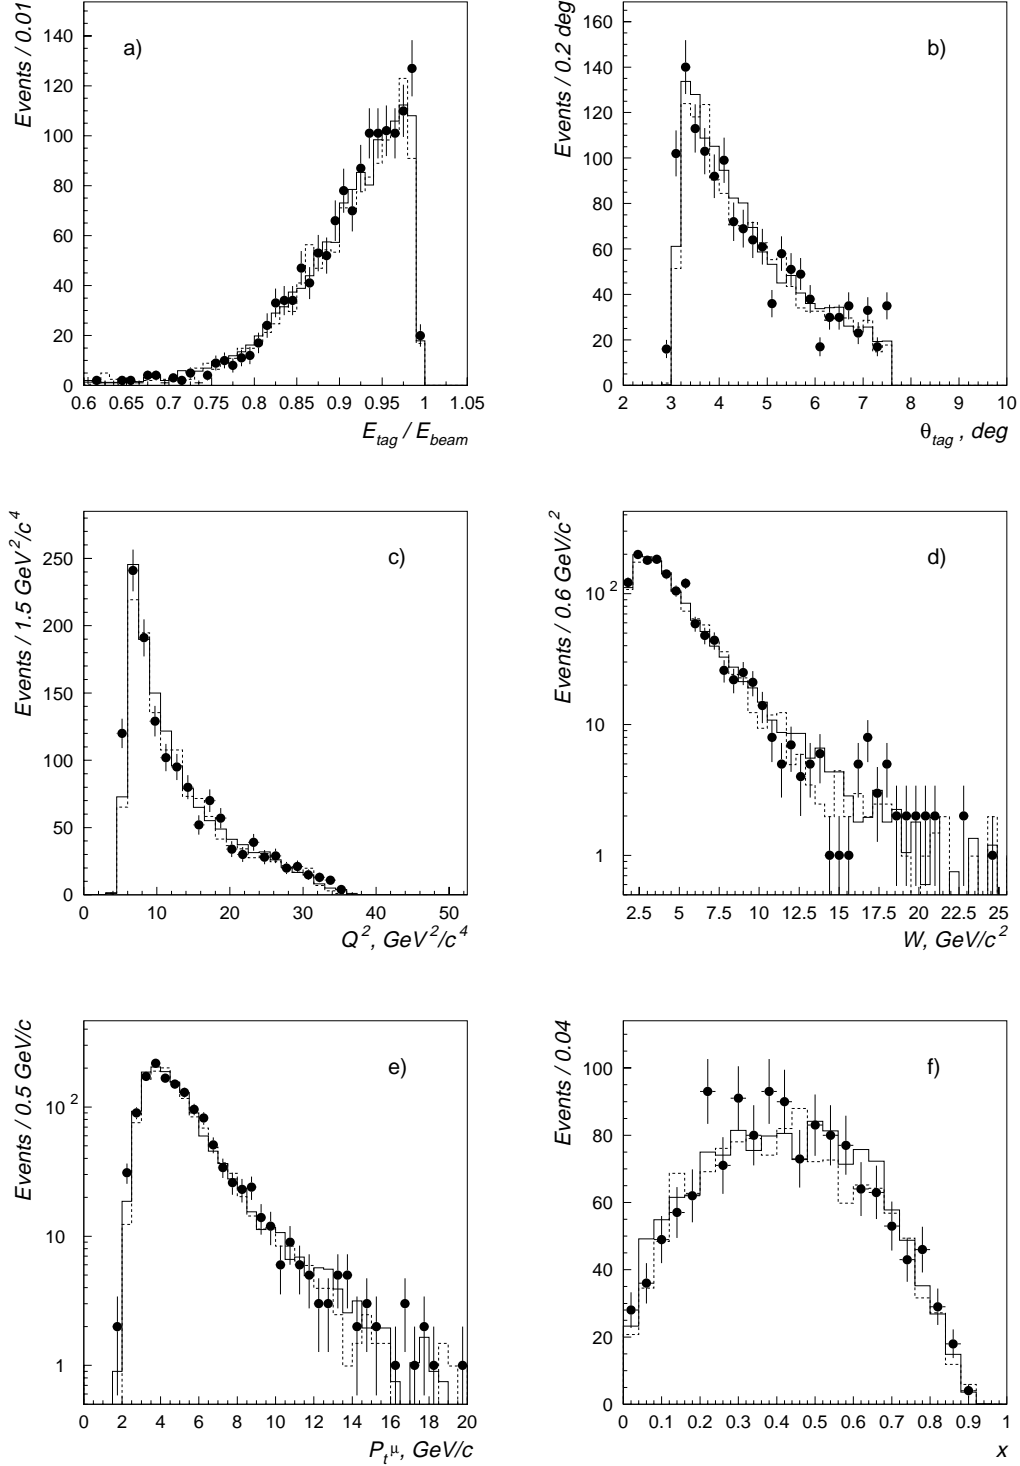 Events / 0.01
a)
140
120
100
80
60
40
20
0
0.6 0.65 0.7 0.75 0.8 0.85 0.9 0.95 1 1.05
E_tag / E_beam
Events / 0.2 deg
b)
160
140
120
100
80
60
40
20
0
2 3 4 5 6 7 8 9 10
θ_tag , deg
Events / 1.5 GeV²/c⁴
c)
250
200
150
100
50
0
0 10 20 30 40 50
Q², GeV²/c⁴
Events / 0.6 GeV/c²
d)
10²
10
1
2.5 5 7.5 10 12.5 15 17.5 20 22.5 25
W, GeV/c²
Events / 0.5 GeV/c
e)
10²
10
1
0 2 4 6 8 10 12 14 16 18 20
P_t^μ, GeV/c
Events / 0.04
f)
100
80
60
40
20
0
0 0.1 0.2 0.3 0.4 0.5 0.6 0.7 0.8 0.9 1
x